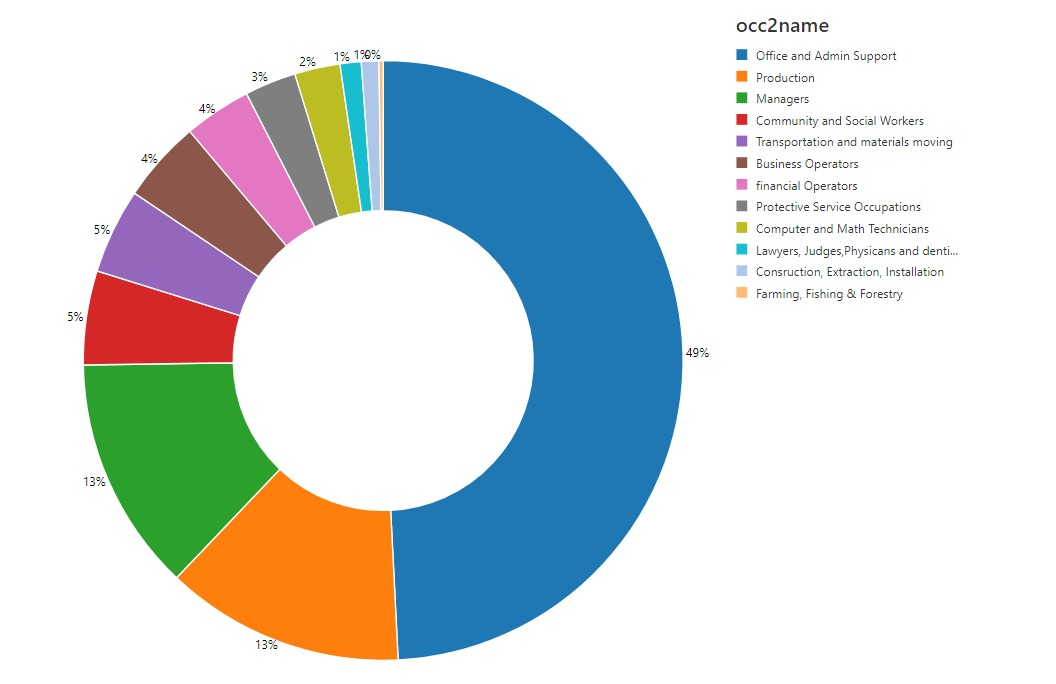 occ2name
Office and Admin Support
Production
Managers
Community and Social Workers
Transportation and materials moving
Business Operators
financial Operators
Protective Service Occupations
Computer and Math Technicians
Lawyers, Judges,Physicans and denti...
Consruction, Extraction, Installation
Farming, Fishing & Forestry
49%
13%
13%
5%
5%
4%
4%
3%
2%
1%
1%
0%